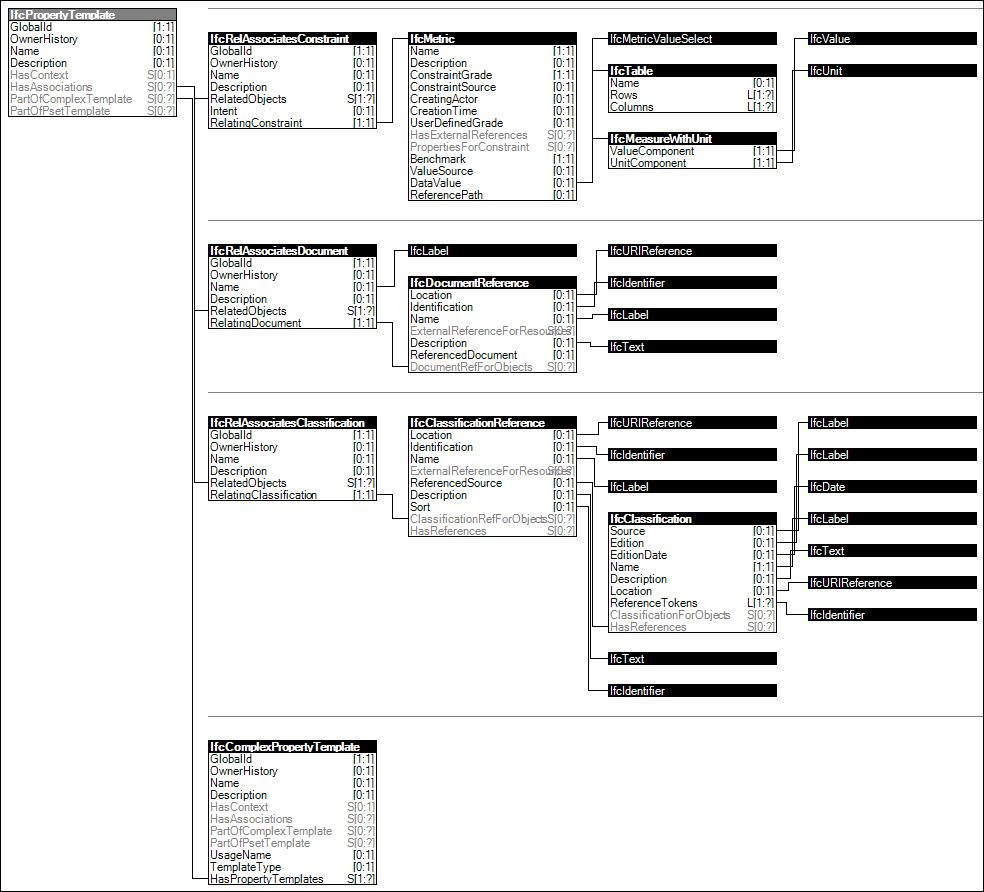 IfcPropertyTemplate
GlobalId [1:1]
OwnerHistory [0:1]
Name [0:1]
Description [0:1]
HasContext S[0:1]
HasAssociations S[0:?]
PartOfComplexTemplate S[0:?]
PartOfPsetTemplate S[0:?]
IfcRelAssociatesConstraint
GlobalId [1:1]
OwnerHistory [0:1]
Name [0:1]
Description [0:1]
RelatedObjects S[1:?]
Intent [0:1]
RelatingConstraint [1:1]
IfcMetric
Name [1:1]
Description [0:1]
ConstraintGrade [1:1]
ConstraintSource [0:1]
CreatingActor [0:1]
CreationTime [0:1]
UserDefinedGrade [0:1]
HasExternalReferences S[0:?]
PropertiesForConstraint S[0:?]
Benchmark [1:1]
ValueSource [0:1]
DataValue [0:1]
ReferencePath [0:1]
IfcMetricValueSelect
IfcTable
Name [0:1]
Rows L[1:?]
Columns L[1:?]
IfcMeasureWithUnit
ValueComponent [1:1]
UnitComponent [1:1]
IfcValue
IfcUnit
IfcRelAssociatesDocument
GlobalId [1:1]
OwnerHistory [0:1]
Name [0:1]
Description [0:1]
RelatedObjects S[1:?]
RelatingDocument [1:1]
IfcLabel
IfcDocumentReference
Location [0:1]
Identification [0:1]
Name [0:1]
ExternalReferenceForResources S[0:?]
Description [0:1]
ReferencedDocument [0:1]
DocumentRefForObjects S[0:?]
IfcURIReference
IfcIdentifier
IfcLabel
IfcText
IfcRelAssociatesClassification
GlobalId [1:1]
OwnerHistory [0:1]
Name [0:1]
Description [0:1]
RelatedObjects S[1:?]
RelatingClassification [1:1]
IfcClassificationReference
Location [0:1]
Identification [0:1]
Name [0:1]
ExternalReferenceForResources S[0:?]
ReferencedSource [0:1]
Description [0:1]
Sort [0:1]
ClassificationRefForObjects S[0:?]
HasReferences S[0:?]
IfcURIReference
IfcIdentifier
IfcLabel
IfcClassification
Source [0:1]
Edition [0:1]
EditionDate [0:1]
Name [1:1]
Description [0:1]
Location [0:1]
ReferenceTokens L[1:?]
ClassificationForObjects S[0:?]
HasReferences S[0:?]
IfcText
IfcIdentifier
IfcLabel
IfcLabel
IfcDate
IfcLabel
IfcText
IfcURIReference
IfcIdentifier
IfcComplexPropertyTemplate
GlobalId [1:1]
OwnerHistory [0:1]
Name [0:1]
Description [0:1]
HasContext S[0:1]
HasAssociations S[0:?]
PartOfComplexTemplate S[0:?]
PartOfPsetTemplate S[0:?]
UsageName [0:1]
TemplateType [0:1]
HasPropertyTemplates S[1:?]